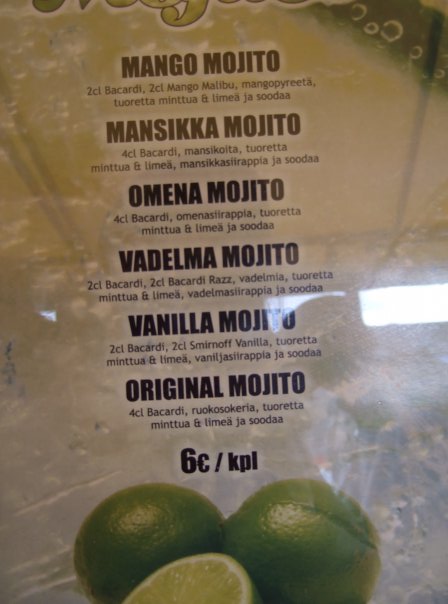 MANGO MOJITO
2cl Bacardi, 2cl Mango Malibu, mangopyreetä,
tuoretta minttua & limeä ja soodaa
MANSIKKA MOJITO
4cl Bacardi, mansikoita, tuoretta
minttua & limeä, mansikkasiirappia ja soodaa
OMENA MOJITO
4cl Bacardi, omenasiirappia, tuoretta
minttua & limeä ja soodaa
VADELMA MOJITO
2cl Bacardi, 2cl Bacardi Razz, vadelmia, tuoretta
minttua & limeä, vadelmasiirappia ja soodaa
VANILLA MOJITO
2cl Bacardi, 2cl Smirnoff Vanilla, tuoretta
minttua & limeä, vaniljasiirappia ja soodaa
ORIGINAL MOJITO
4cl Bacardi, ruokosokeria, tuoretta
minttua & limeä ja soodaa
6€ / kpl